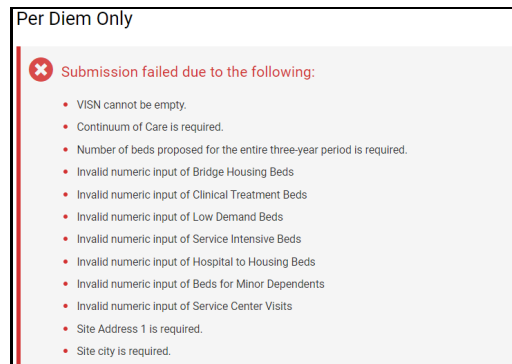 Per Diem Only
Submission failed due to the following:
VISN cannot be empty.
Continuum of Care is required.
Number of beds proposed for the entire three-year period is required.
Invalid numeric input of Bridge Housing Beds
Invalid numeric input of Clinical Treatment Beds
Invalid numeric input of Low Demand Beds
Invalid numeric input of Service Intensive Beds
Invalid numeric input of Hospital to Housing Beds
Invalid numeric input of Beds for Minor Dependents
Invalid numeric input of Service Center Visits
Site Address 1 is required.
Site city is required.